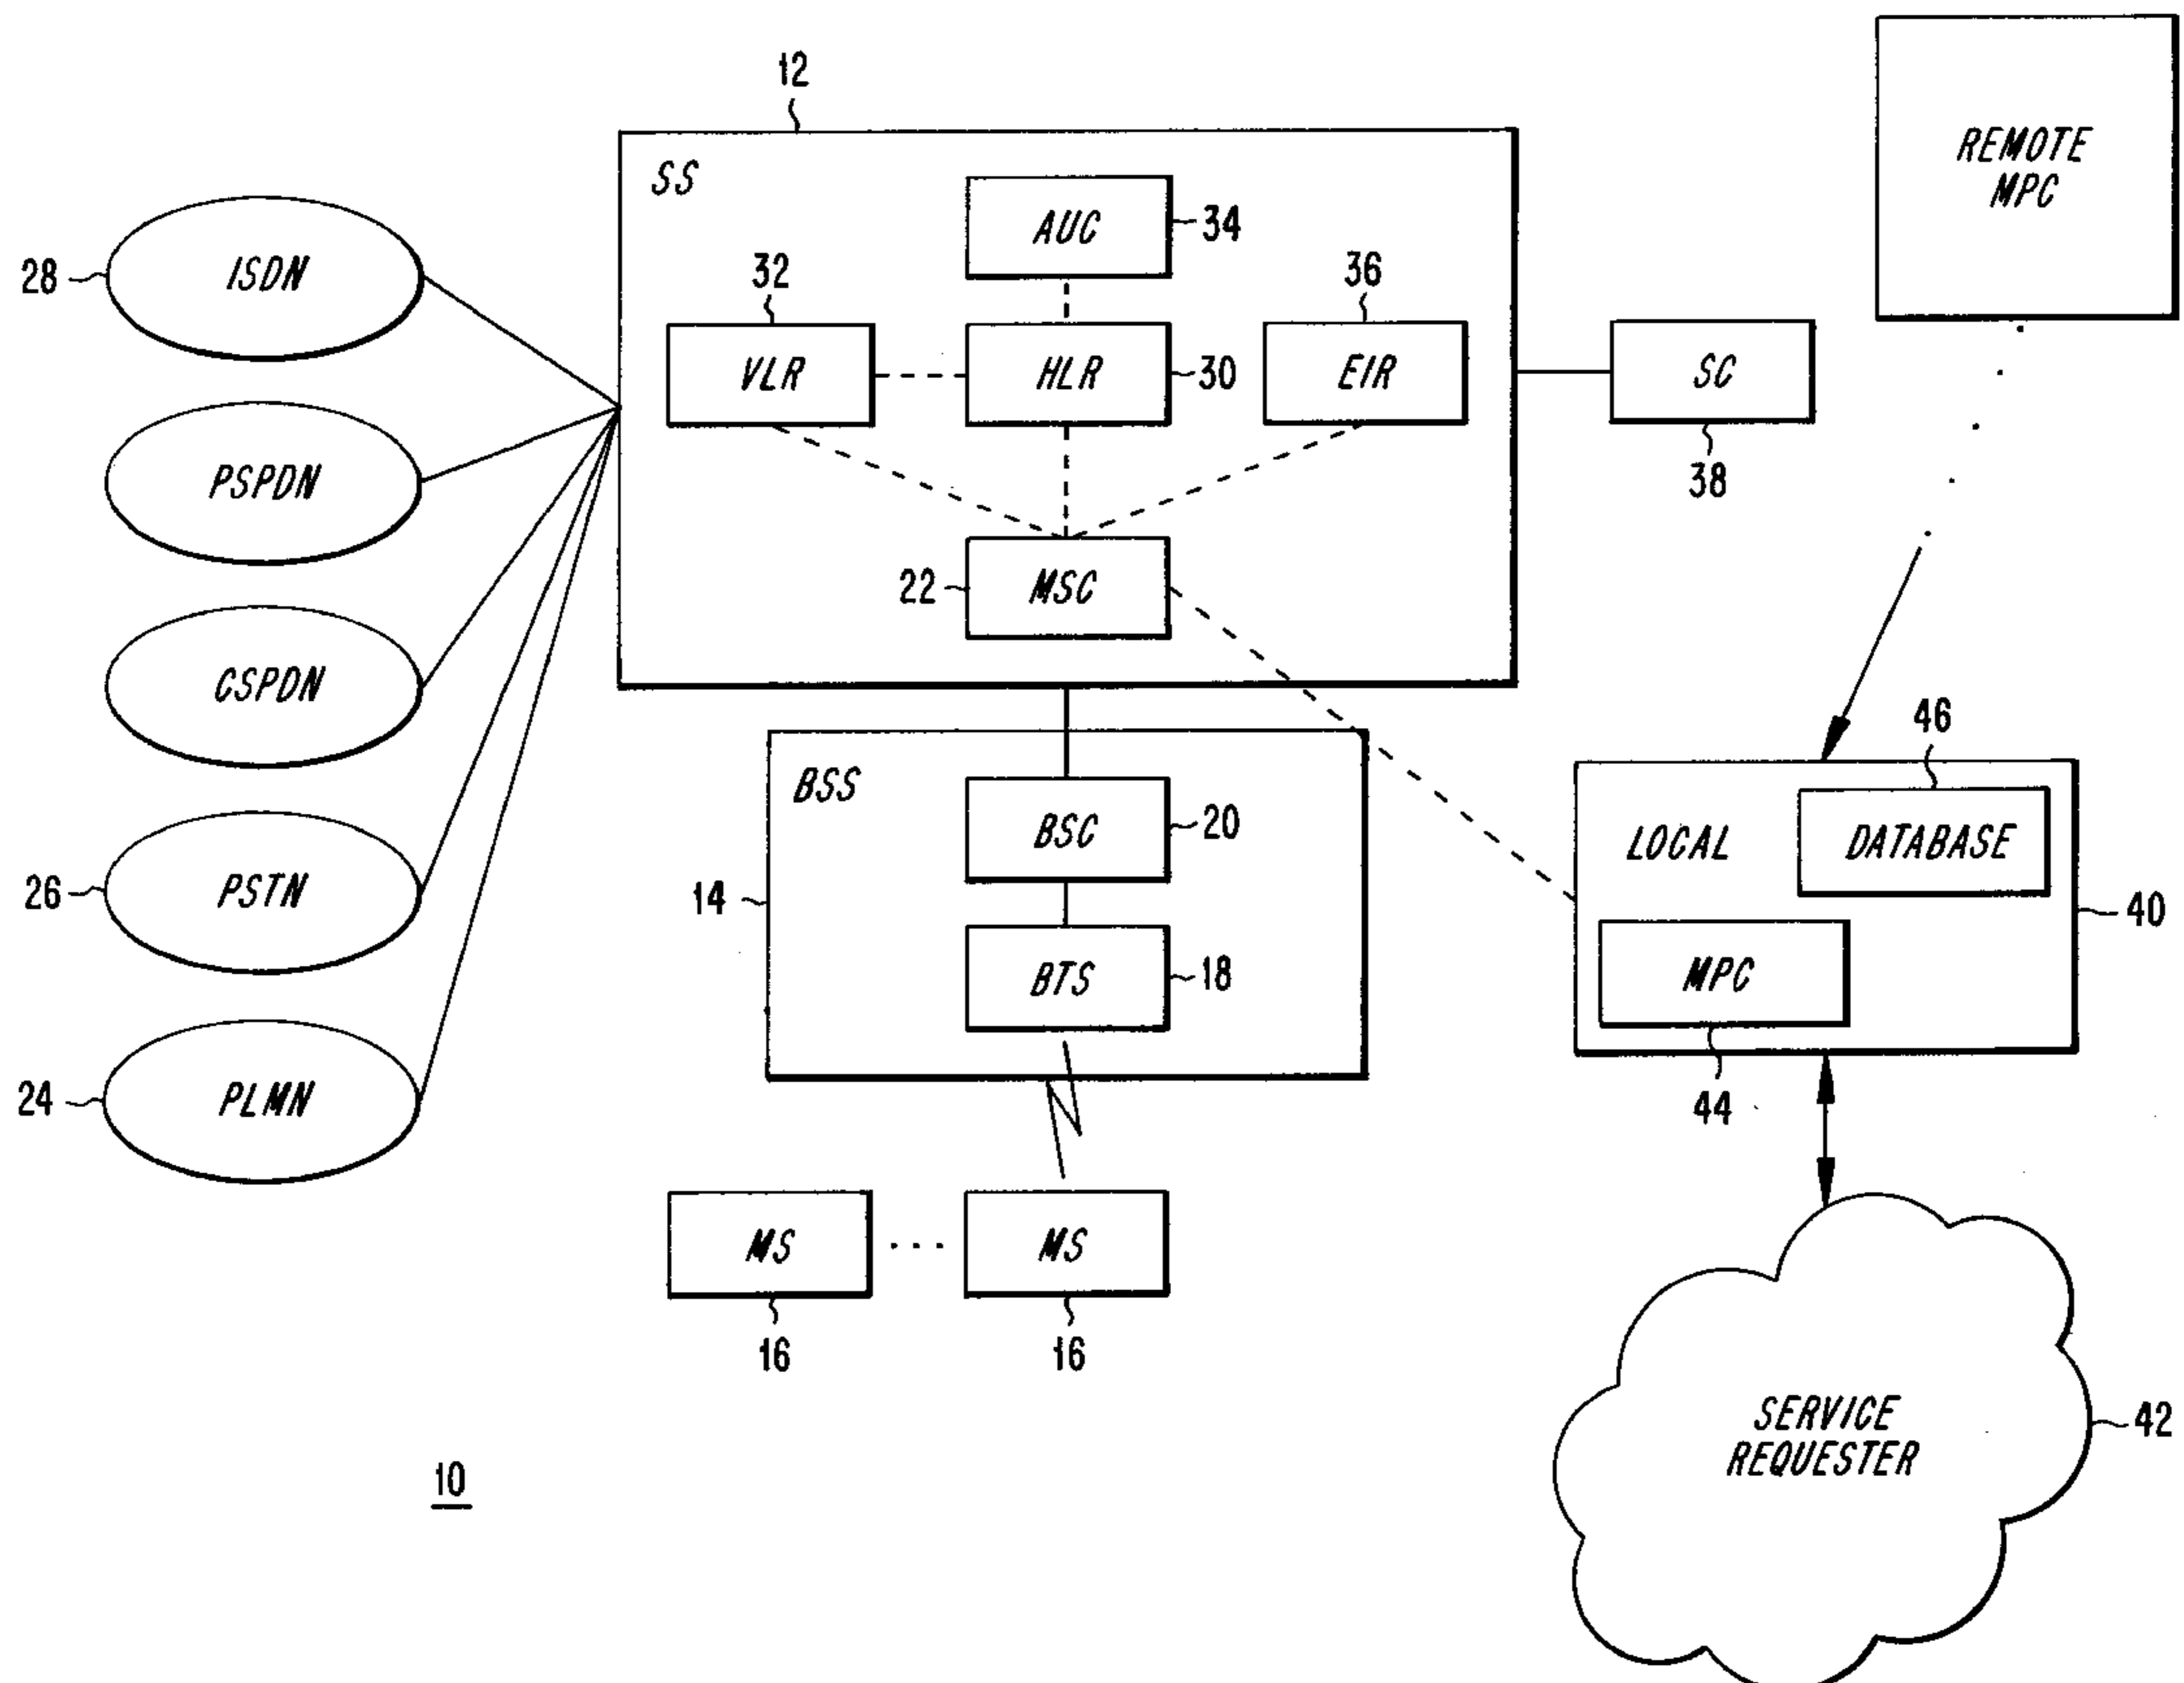 12
SS
AUC
34
32
36
VLR
HLR
30
EIR
22
MSC
SC
38
REMOTE
MPC
28
ISDN
PSPDN
CSPDN
26
PSTN
24
PLMN
BSS
14
BSC
20
BTS
18
MS
...
MS
16
16
46
LOCAL
DATABASE
40
MPC
44
SERVICE
REQUESTER
42
10